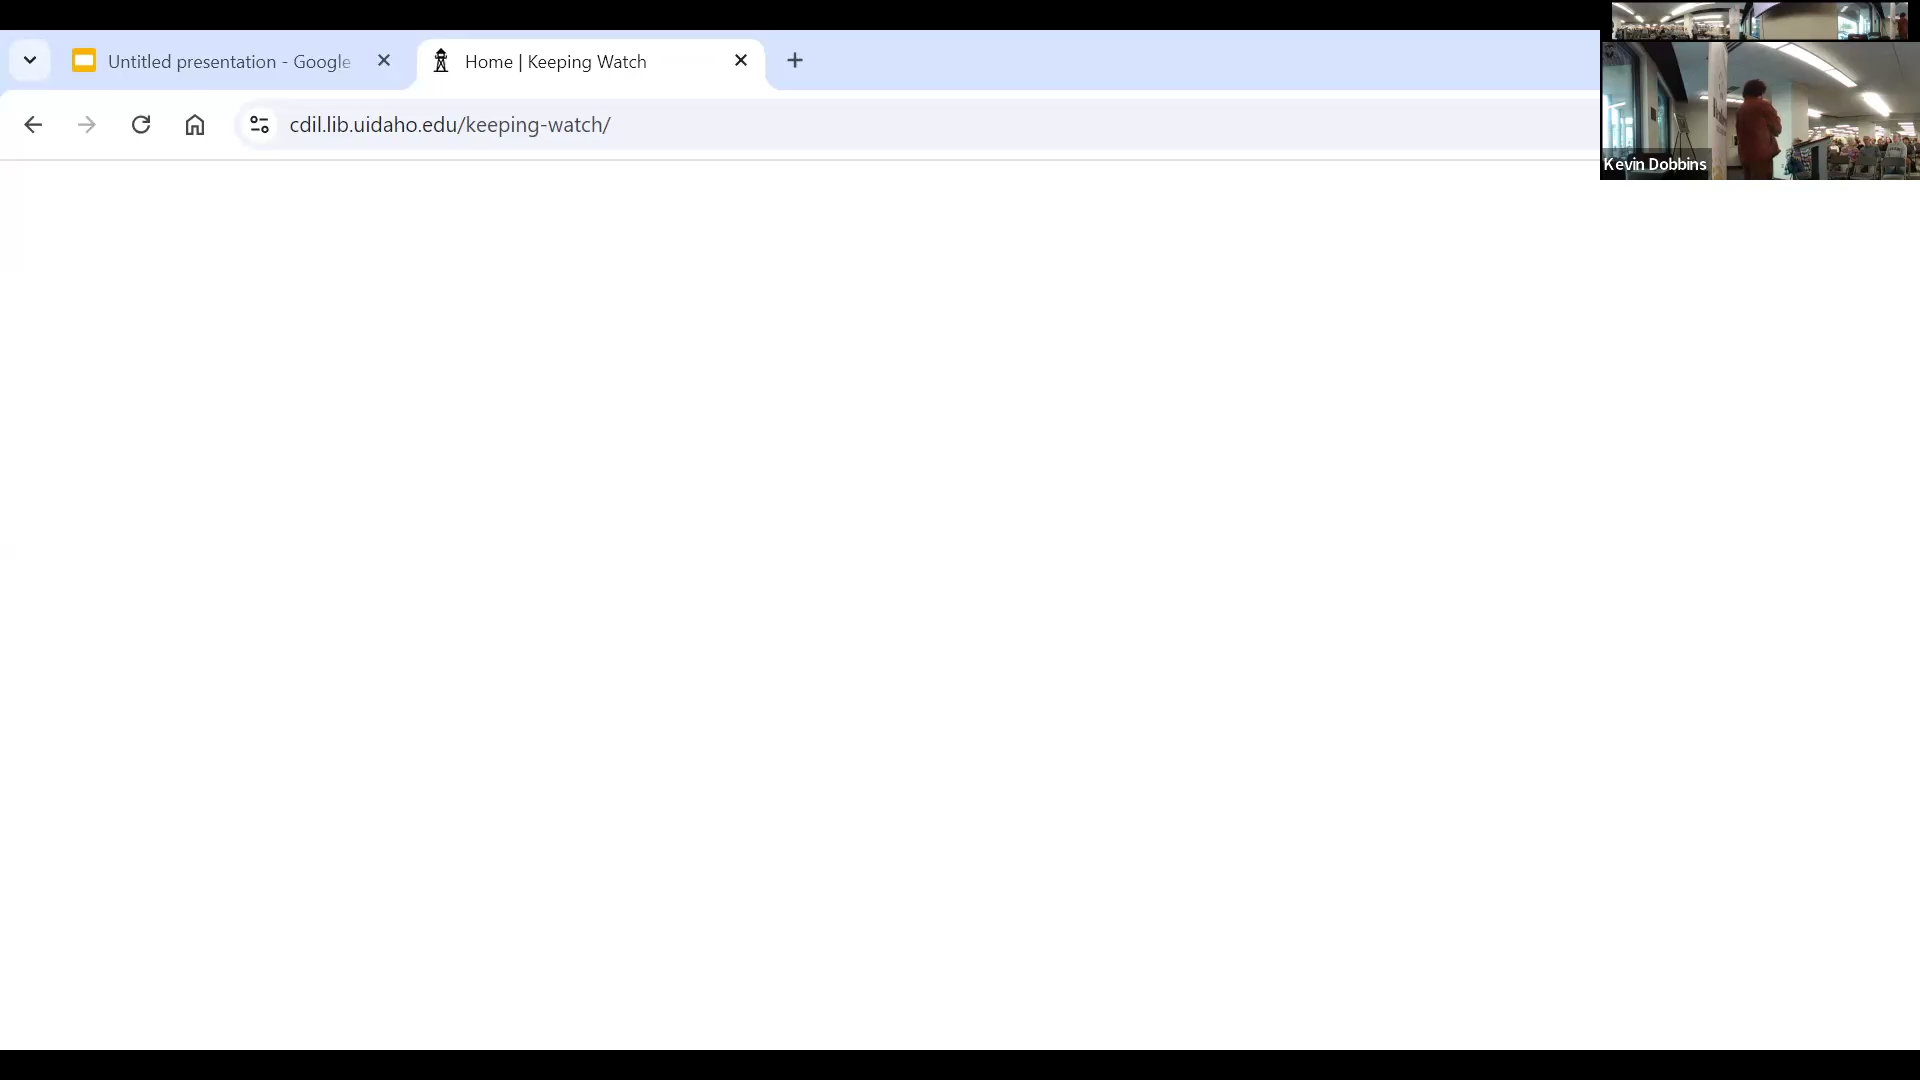 Untitled presentation - Google
Home | Keeping Watch
cdil.lib.uidaho.edu/keeping-watch/
Kevin Dobbins